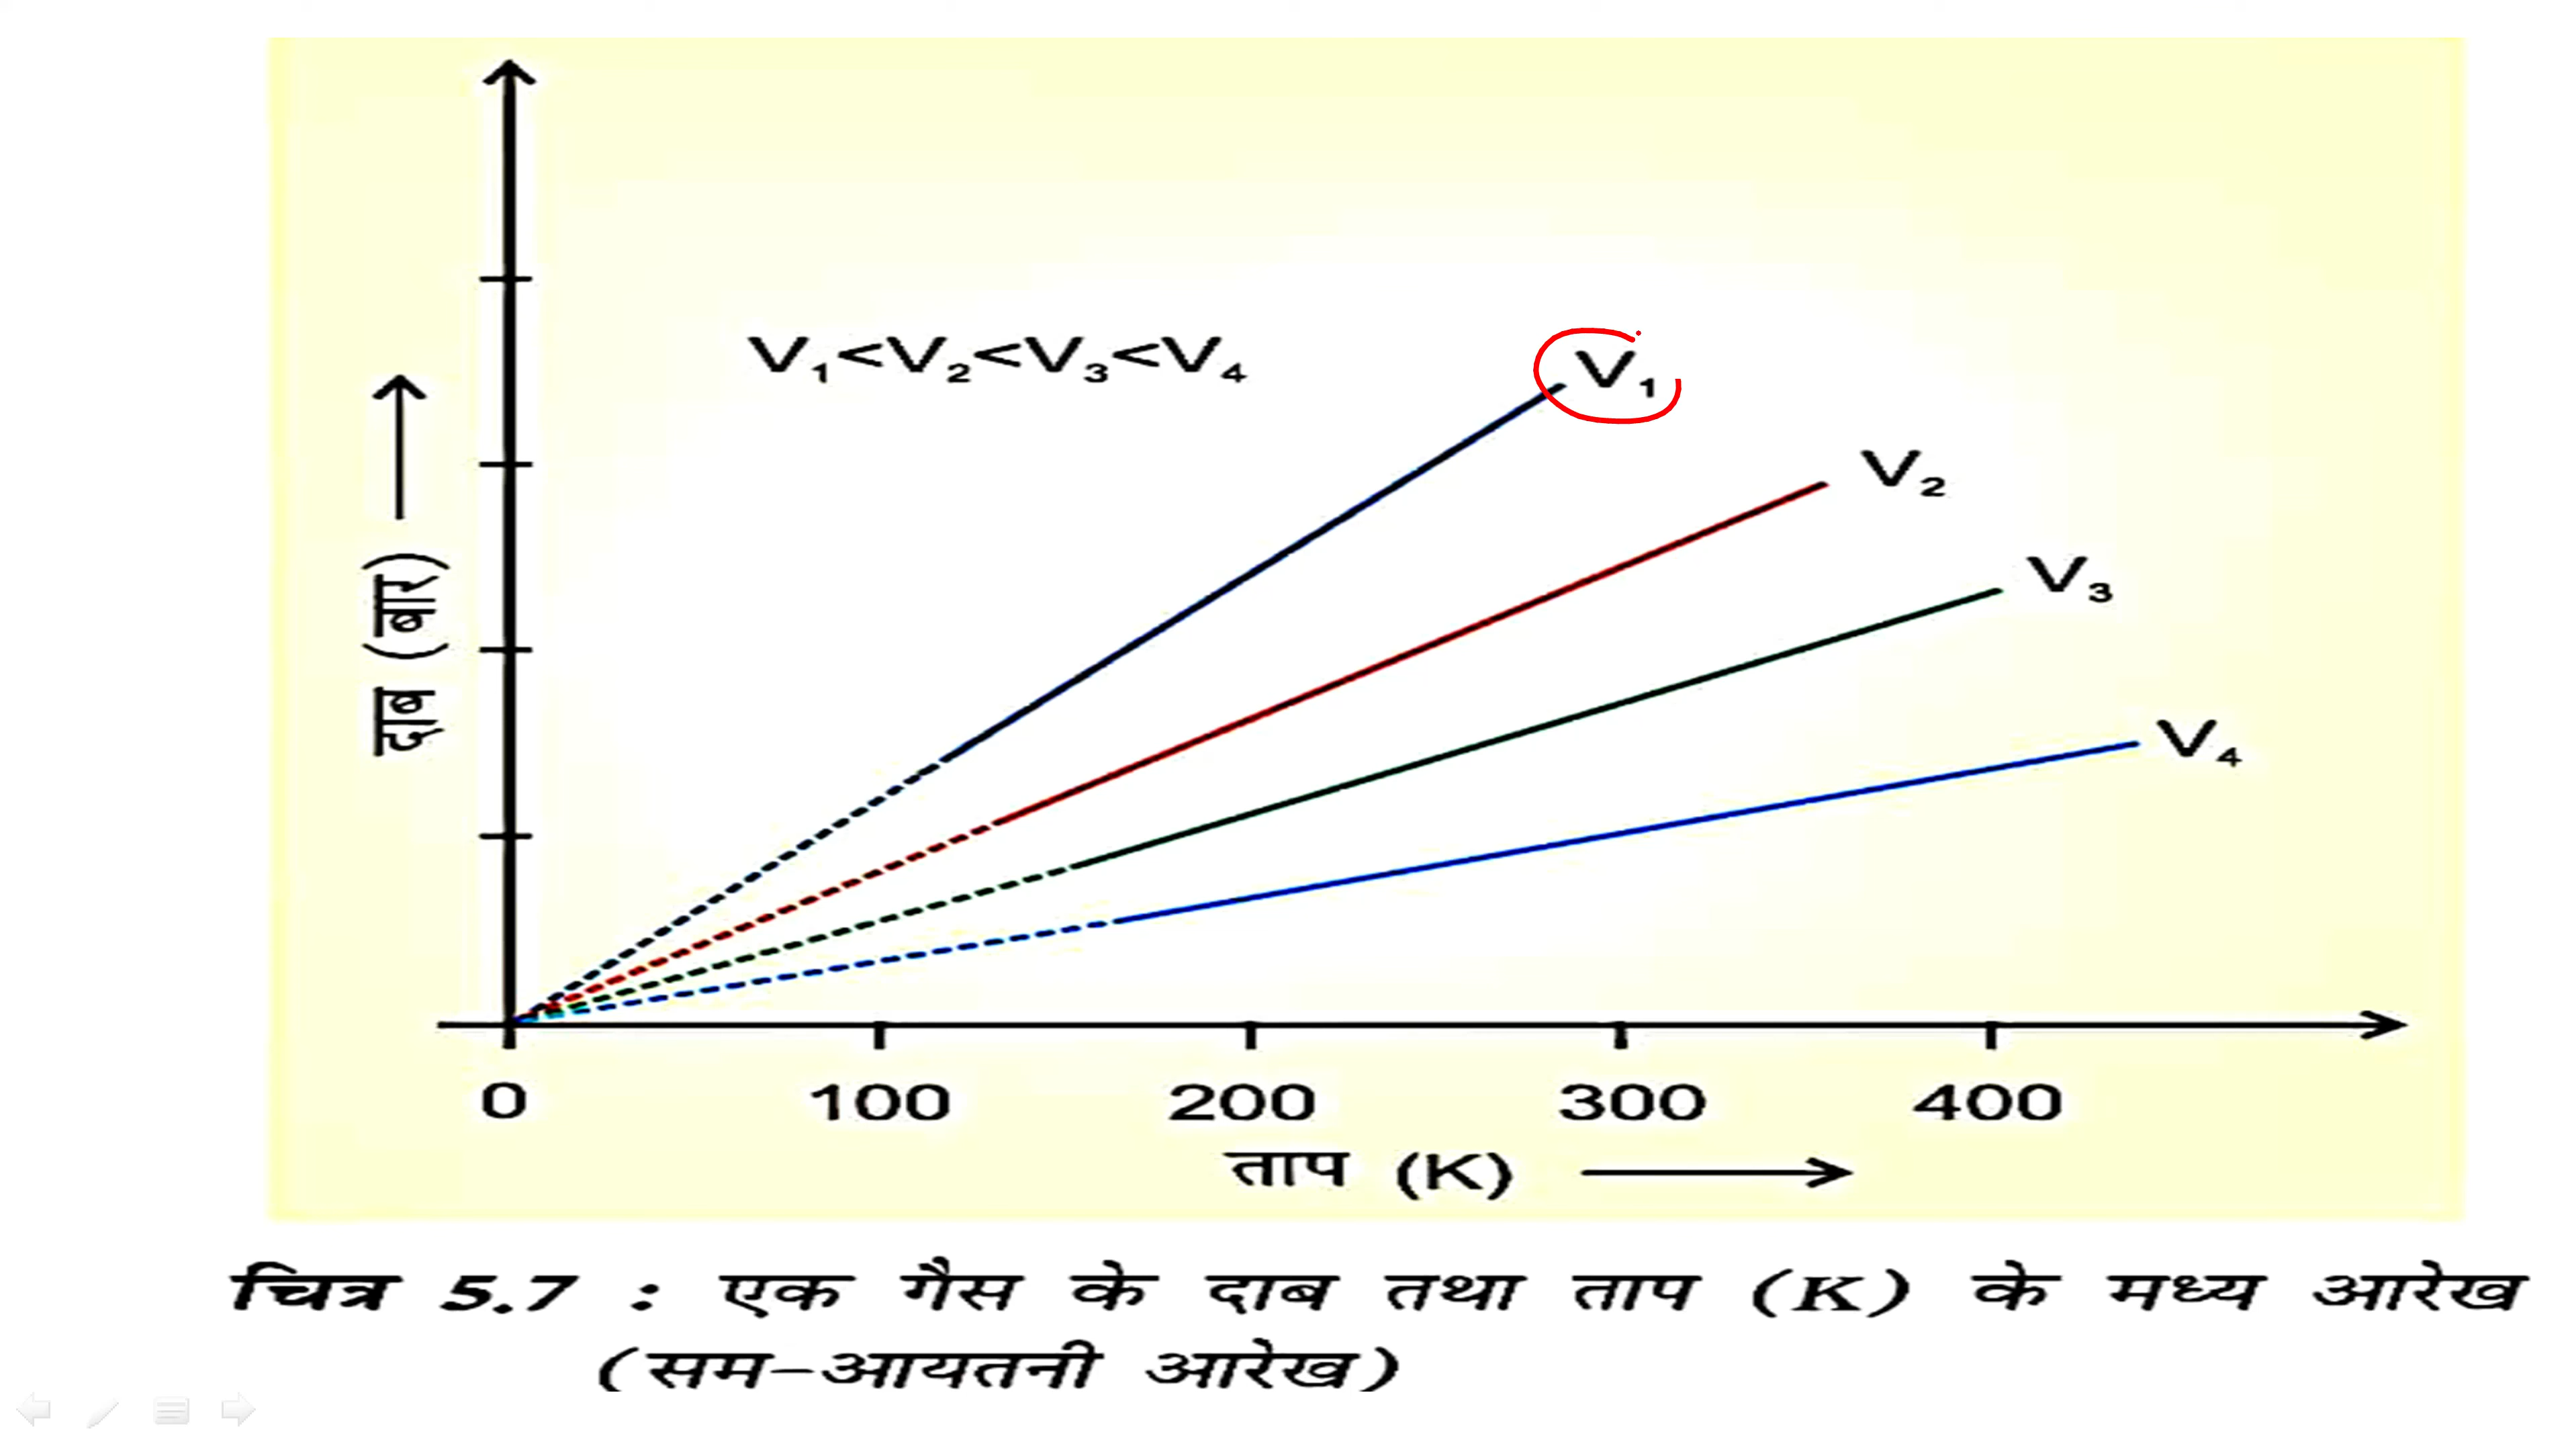 V₁<V₂<V₃<V₄
V₁
V₂
V₃
V₄
दाब (बार)
0 100 200 300 400
ताप (K)
चित्र 5.7 : एक गैस के दाब तथा ताप (K) के मध्य आरेख
(सम-आयतनी आरेख)